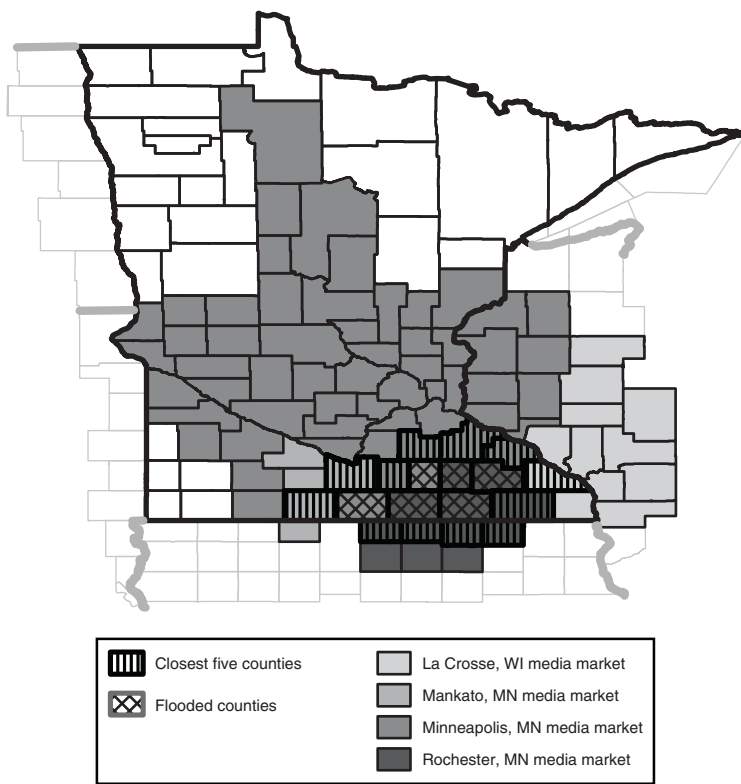 Closest five counties
Flooded counties
La Crosse, WI media market
Mankato, MN media market
Minneapolis, MN media market
Rochester, MN media market